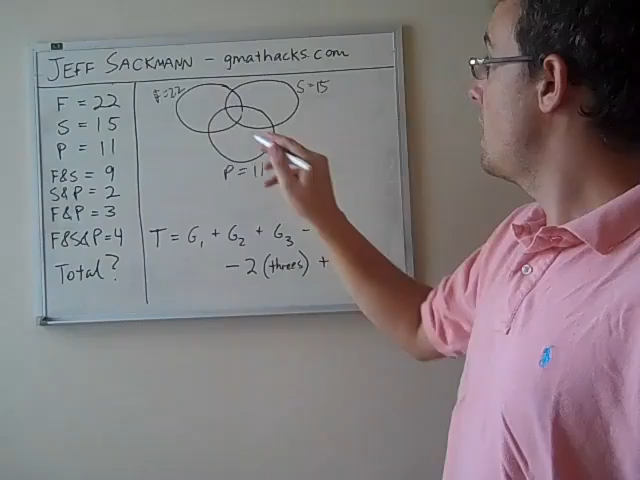 JEFF SACKMANN - gmathacks.com
F = 22
S = 15
P = 11
F&S = 9
S&P = 2
F&P = 3
F&S&P = 4
Total?
F=22
S=15
P = 11
T = G1 + G2 + G3 -
- 2 (threes) +